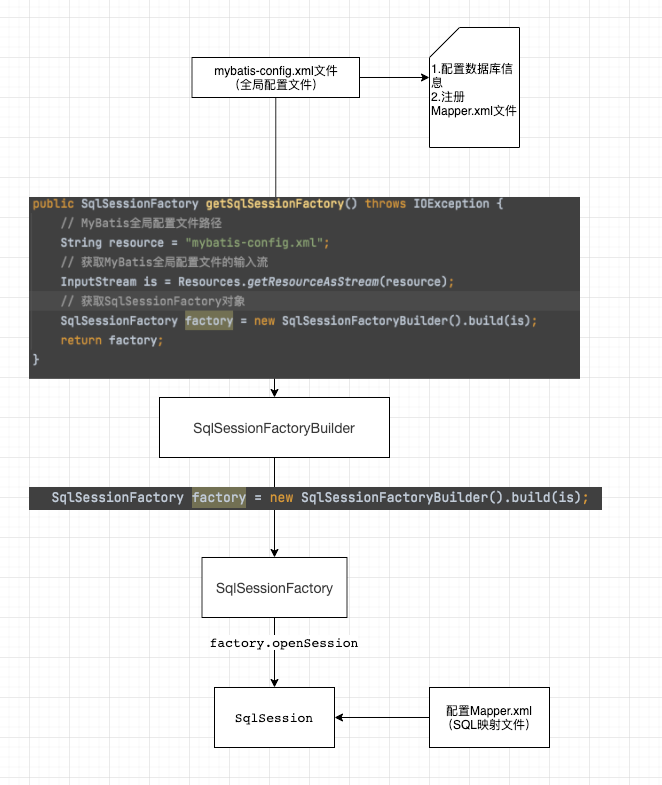 mybatis-config.xml文件
（全局配置文件）
1.配置数据库信
息
2.注册
Mapper.xml文件
public SqlSessionFactory getSqlSessionFactory() throws IOException {
// MyBatis全局配置文件路径
String resource = "mybatis-config.xml";
// 获取MyBatis全局配置文件的输入流
InputStream is = Resources.getResourceAsStream(resource);
// 获取SqlSessionFactory对象
SqlSessionFactory factory = new SqlSessionFactoryBuilder().build(is);
return factory;
}
SqlSessionFactoryBuilder
SqlSessionFactory factory = new SqlSessionFactoryBuilder().build(is);
SqlSessionFactory
factory.openSession
SqlSession
配置Mapper.xml
（SQL映射文件）